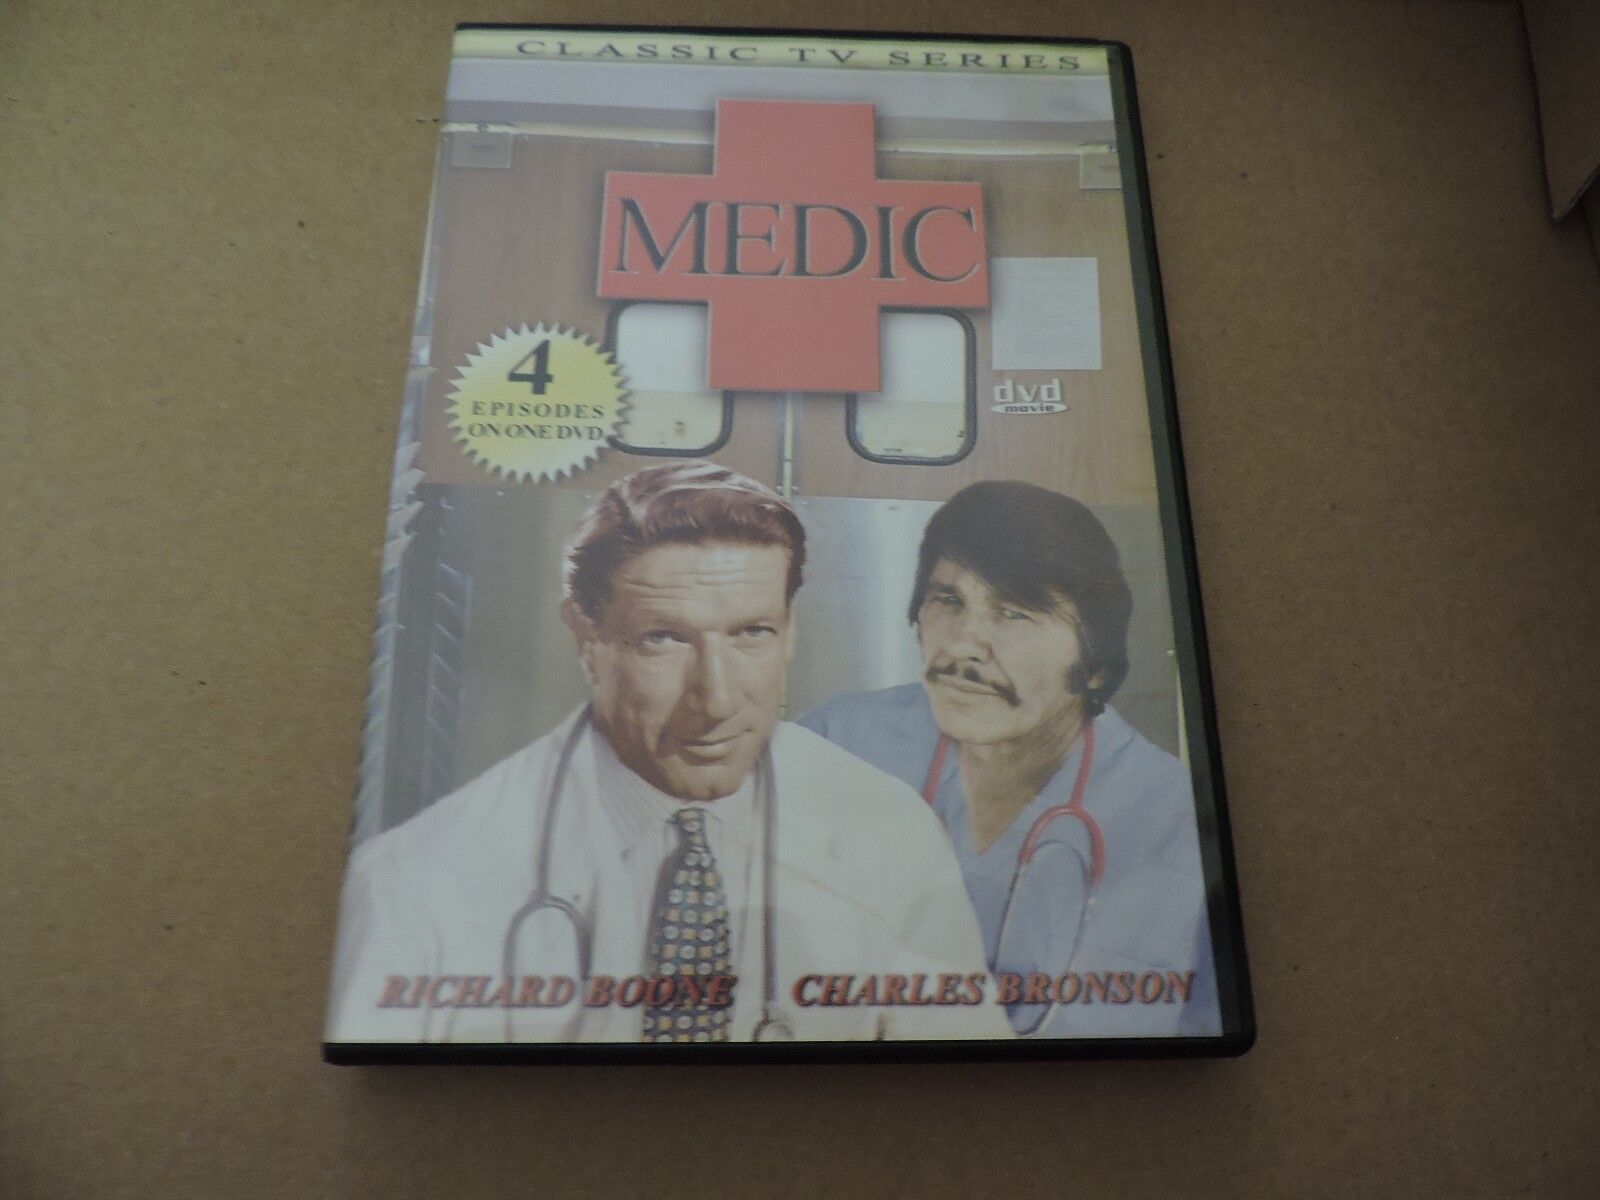 CLASSIC TV SERIES
MEDIC
4
EPISODES
ON ONE DVD
dvd
movie
RICHARD BOONE
CHARLES BRONSON